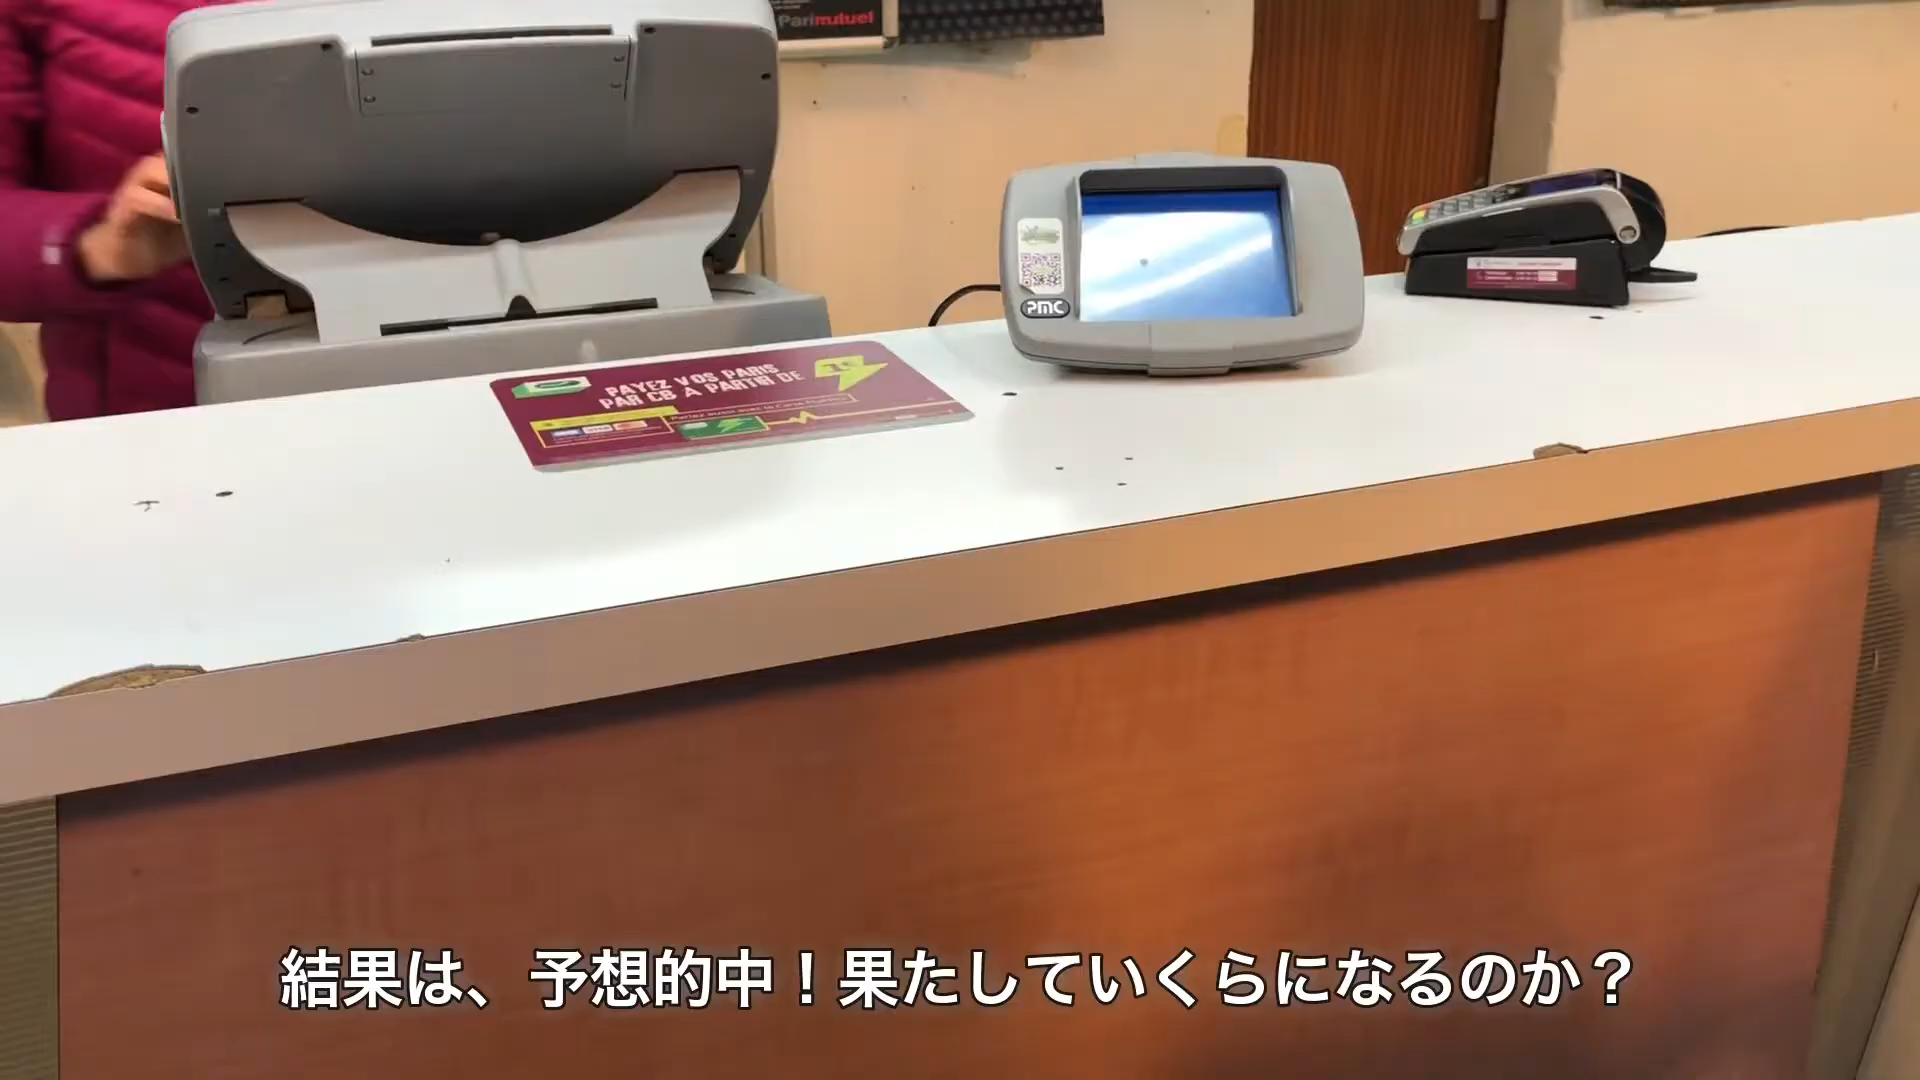 Parimutuel
PMC
PAYEZ VOS PARIS
PAR CB À PARTIR DE
結果は、予想的中！果たしていくらになるのか？